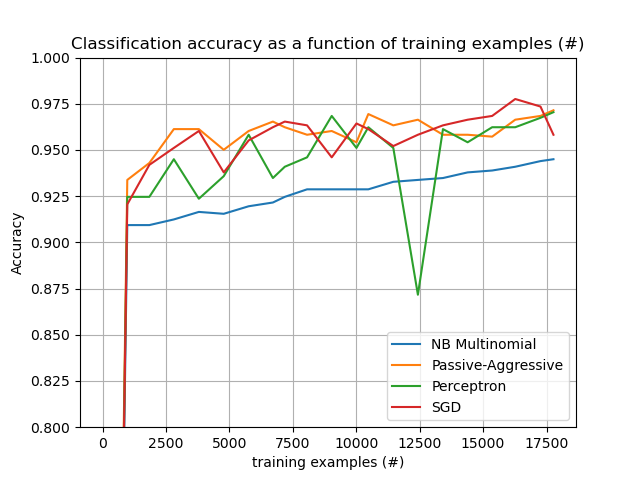 Classification accuracy as a function of training examples (#)
1.000
0.975
0.950
0.925
0.900
0.875
0.850
0.825
0.800
Accuracy
NB Multinomial
Passive-Aggressive
Perceptron
SGD
0 2500 5000 7500 10000 12500 15000 17500
training examples (#)